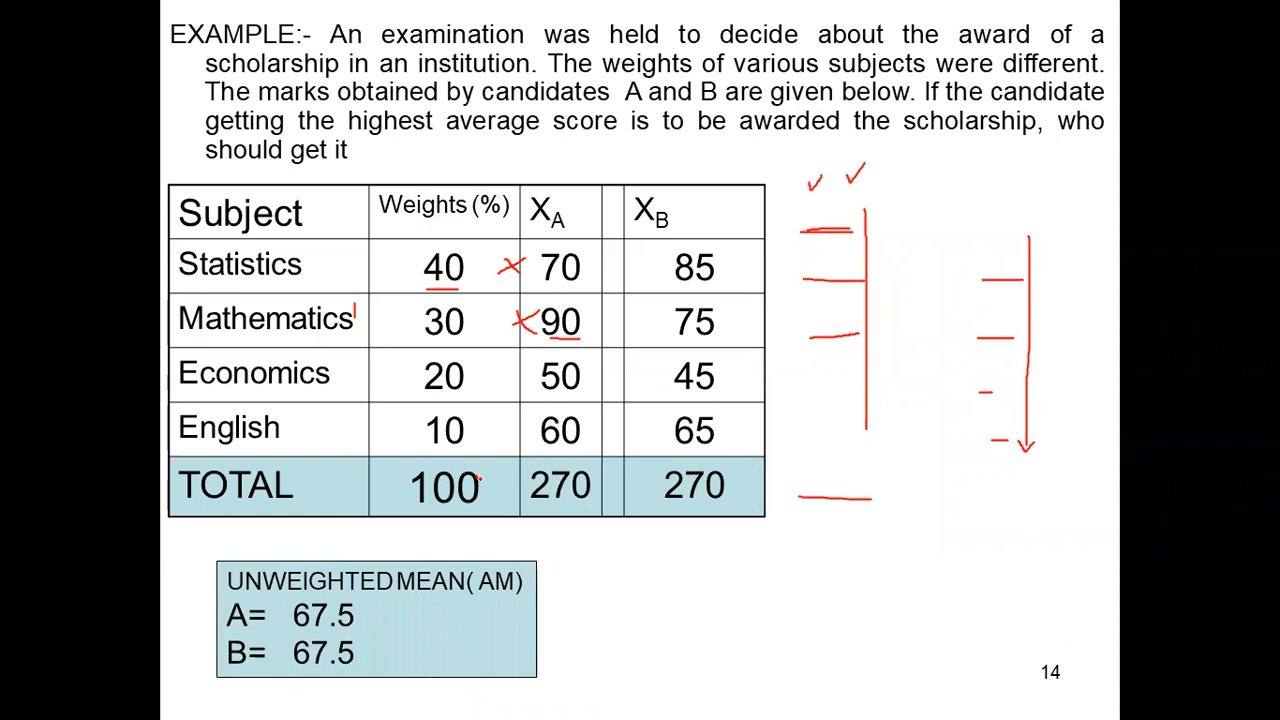 EXAMPLE:- An examination was held to decide about the award of a
scholarship in an institution. The weights of various subjects were different.
The marks obtained by candidates A and B are given below. If the candidate
getting the highest average score is to be awarded the scholarship, who
should get it
Subject Weights (%) XA XB
Statistics 40 × 70 85
Mathematics 30 × 90 75
Economics 20 50 45
English 10 60 65
TOTAL 100 270 270
UNWEIGHTED MEAN( AM)
A= 67.5
B= 67.5
14